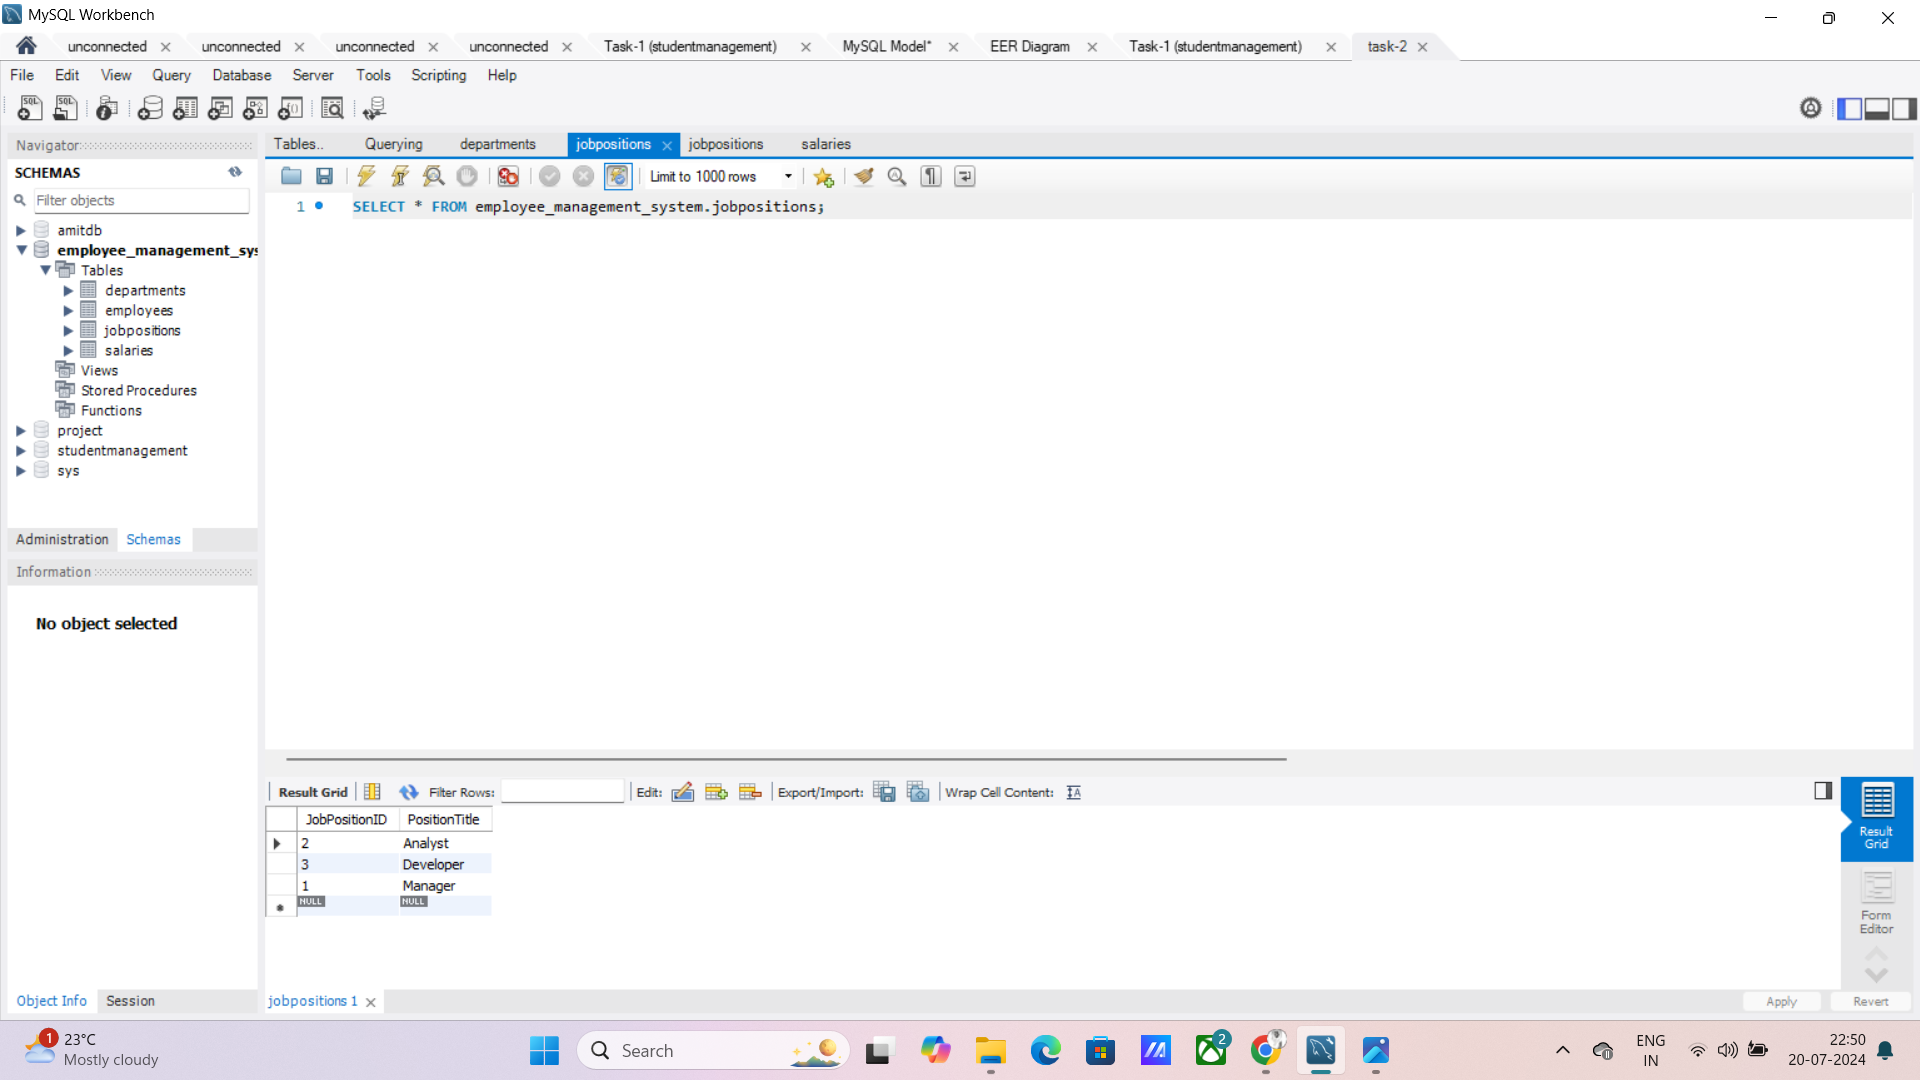 MySQL Workbench
unconnected unconnected unconnected unconnected Task-1 (studentmanagement) MySQL Model* EER Diagram Task-1 (studentmanagement) task-2
File Edit View Query Database Server Tools Scripting Help
Navigator
Tables.. Querying departments jobpositions jobpositions salaries
SCHEMAS
Limit to 1000 rows
Filter objects
1 SELECT * FROM employee_management_system.jobpositions;
amitdb
employee_management_sys
Tables
departments
employees
jobpositions
salaries
Views
Stored Procedures
Functions
project
studentmanagement
sys
Administration Schemas
Information
No object selected
Result Grid Filter Rows: Edit: Export/Import: Wrap Cell Content:
JobPositionID PositionTitle
2 Analyst
3 Developer
1 Manager
NULL NULL
Result
Grid
Form
Editor
Object Info Session
jobpositions 1
Apply Revert
1
23°C
Mostly cloudy
Search
2
ENG
IN
22:50
20-07-2024